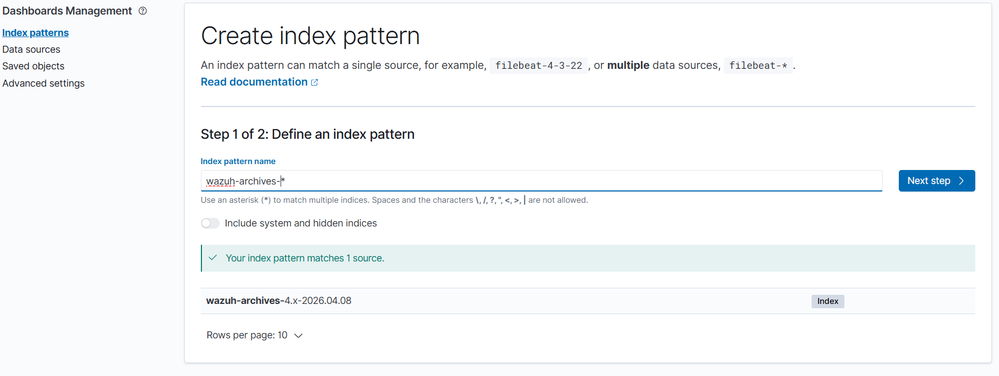 Dashboards Management
Index patterns
Data sources
Saved objects
Advanced settings
Create index pattern
An index pattern can match a single source, for example, filebeat-4-3-22 , or multiple data sources, filebeat-* .
Read documentation
Step 1 of 2: Define an index pattern
Index pattern name
wazuh-archives-*
Next step
Use an asterisk (*) to match multiple indices. Spaces and the characters \, /, ?, ", <, >, | are not allowed.
Include system and hidden indices
Your index pattern matches 1 source.
wazuh-archives-4.x-2026.04.08 Index
Rows per page: 10